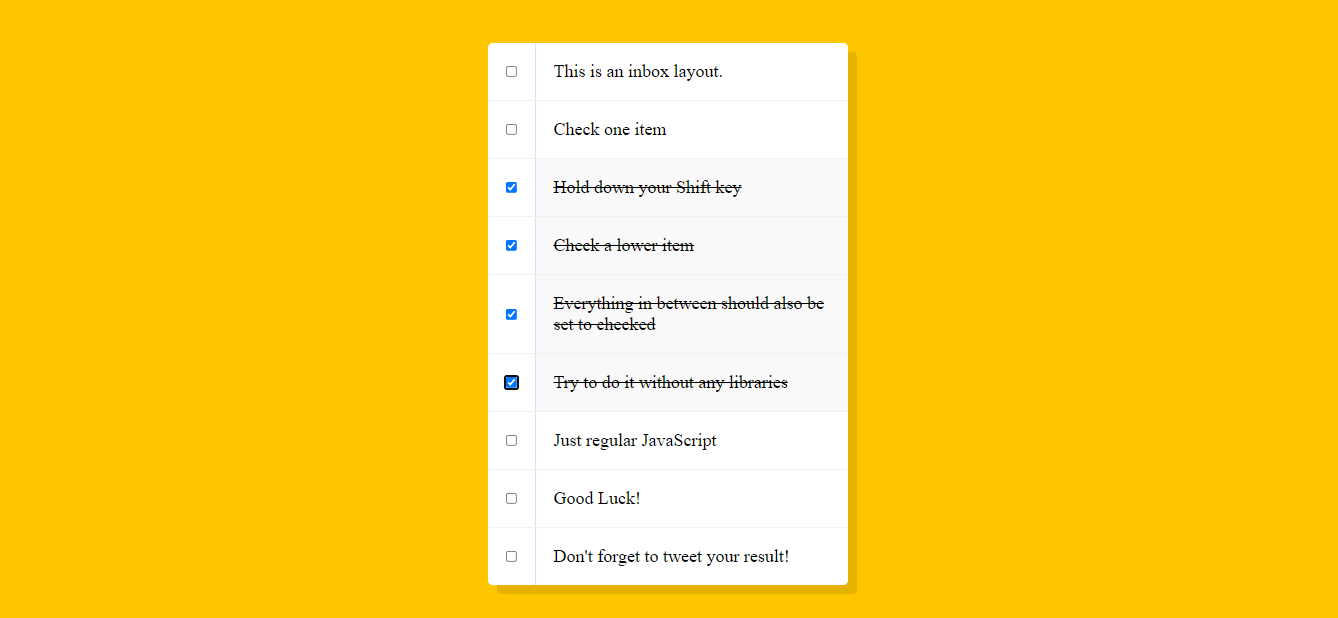 This is an inbox layout.
Check one item
Hold down your Shift key
Check a lower item
Everything in between should also be
set to checked
Try to do it without any libraries
Just regular JavaScript
Good Luck!
Don't forget to tweet your result!